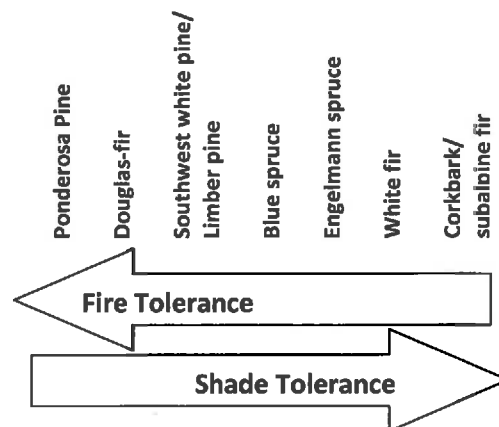 Ponderosa Pine
Douglas-fir
Southwest white pine/
Limber pine
Blue spruce
Engelmann spruce
White fir
Corkbark/
subalpine fir
Fire Tolerance
Shade Tolerance